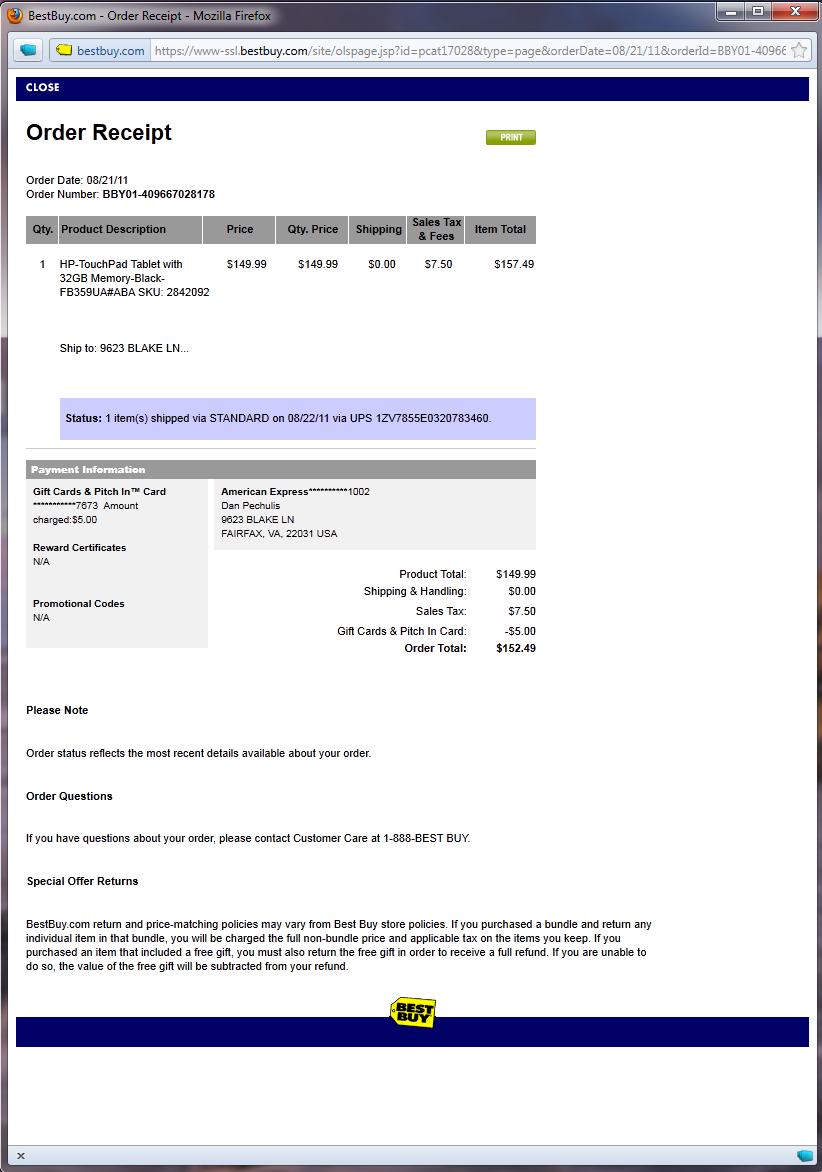 BestBuy.com - Order Receipt - Mozilla Firefox
bestbuy.com https://www-ssl.bestbuy.com/site/olspage.jsp?id=pcat17028&type=page&orderDate=08/21/11&orderId=BBY01-40966
CLOSE
Order Receipt
PRINT
Order Date: 08/21/11
Order Number: BBY01-409667028178
Qty. Product Description Price Qty. Price Shipping Sales Tax & Fees Item Total
1 HP-TouchPad Tablet with $149.99 $149.99 $0.00 $7.50 $157.49
32GB Memory-Black-
FB359UA#ABA SKU: 2842092
Ship to: 9623 BLAKE LN...
Status: 1 item(s) shipped via STANDARD on 08/22/11 via UPS 1ZV7855E0320783460.
Payment Information
Gift Cards & Pitch In™ Card
***********7673 Amount
charged:$5.00
Reward Certificates
N/A
Promotional Codes
N/A
American Express**********1002
Dan Pechulis
9623 BLAKE LN
FAIRFAX, VA, 22031 USA
Product Total: $149.99
Shipping & Handling: $0.00
Sales Tax: $7.50
Gift Cards & Pitch In Card: -$5.00
Order Total: $152.49
Please Note
Order status reflects the most recent details available about your order.
Order Questions
If you have questions about your order, please contact Customer Care at 1-888-BEST BUY.
Special Offer Returns
BestBuy.com return and price-matching policies may vary from Best Buy store policies. If you purchased a bundle and return any
individual item in that bundle, you will be charged the full non-bundle price and applicable tax on the items you keep. If you
purchased an item that included a free gift, you must also return the free gift in order to receive a full refund. If you are unable to
do so, the value of the free gift will be subtracted from your refund.
BEST
BUY